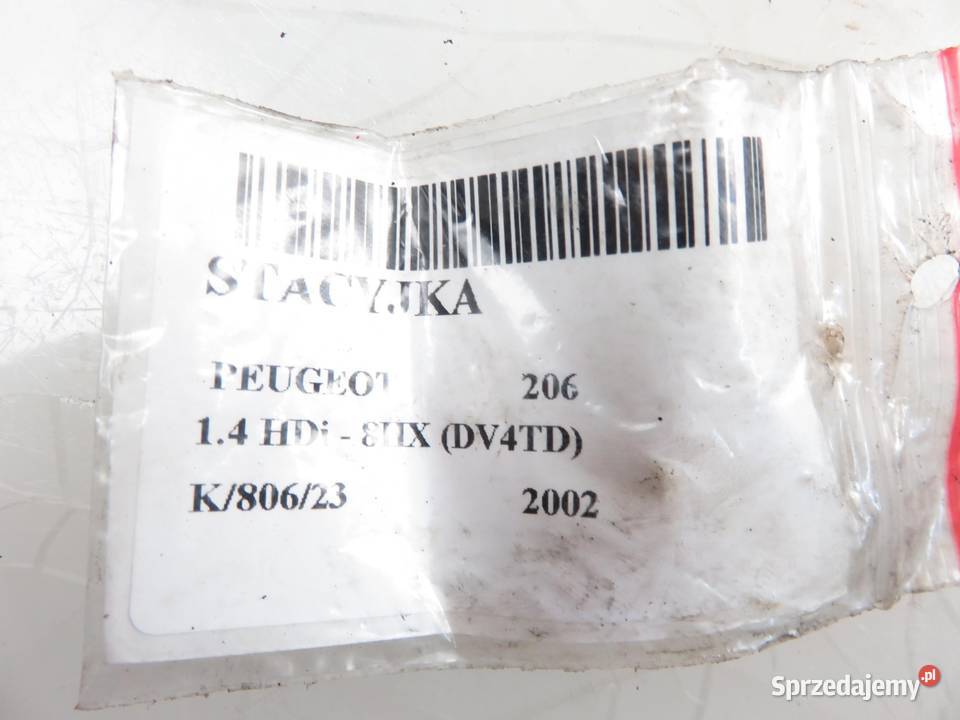 STACYJKA
PEUGEOT 206
1.4 HDi - 8HX (DV4TD)
K/806/23 2002
Sprzedajemy.pl